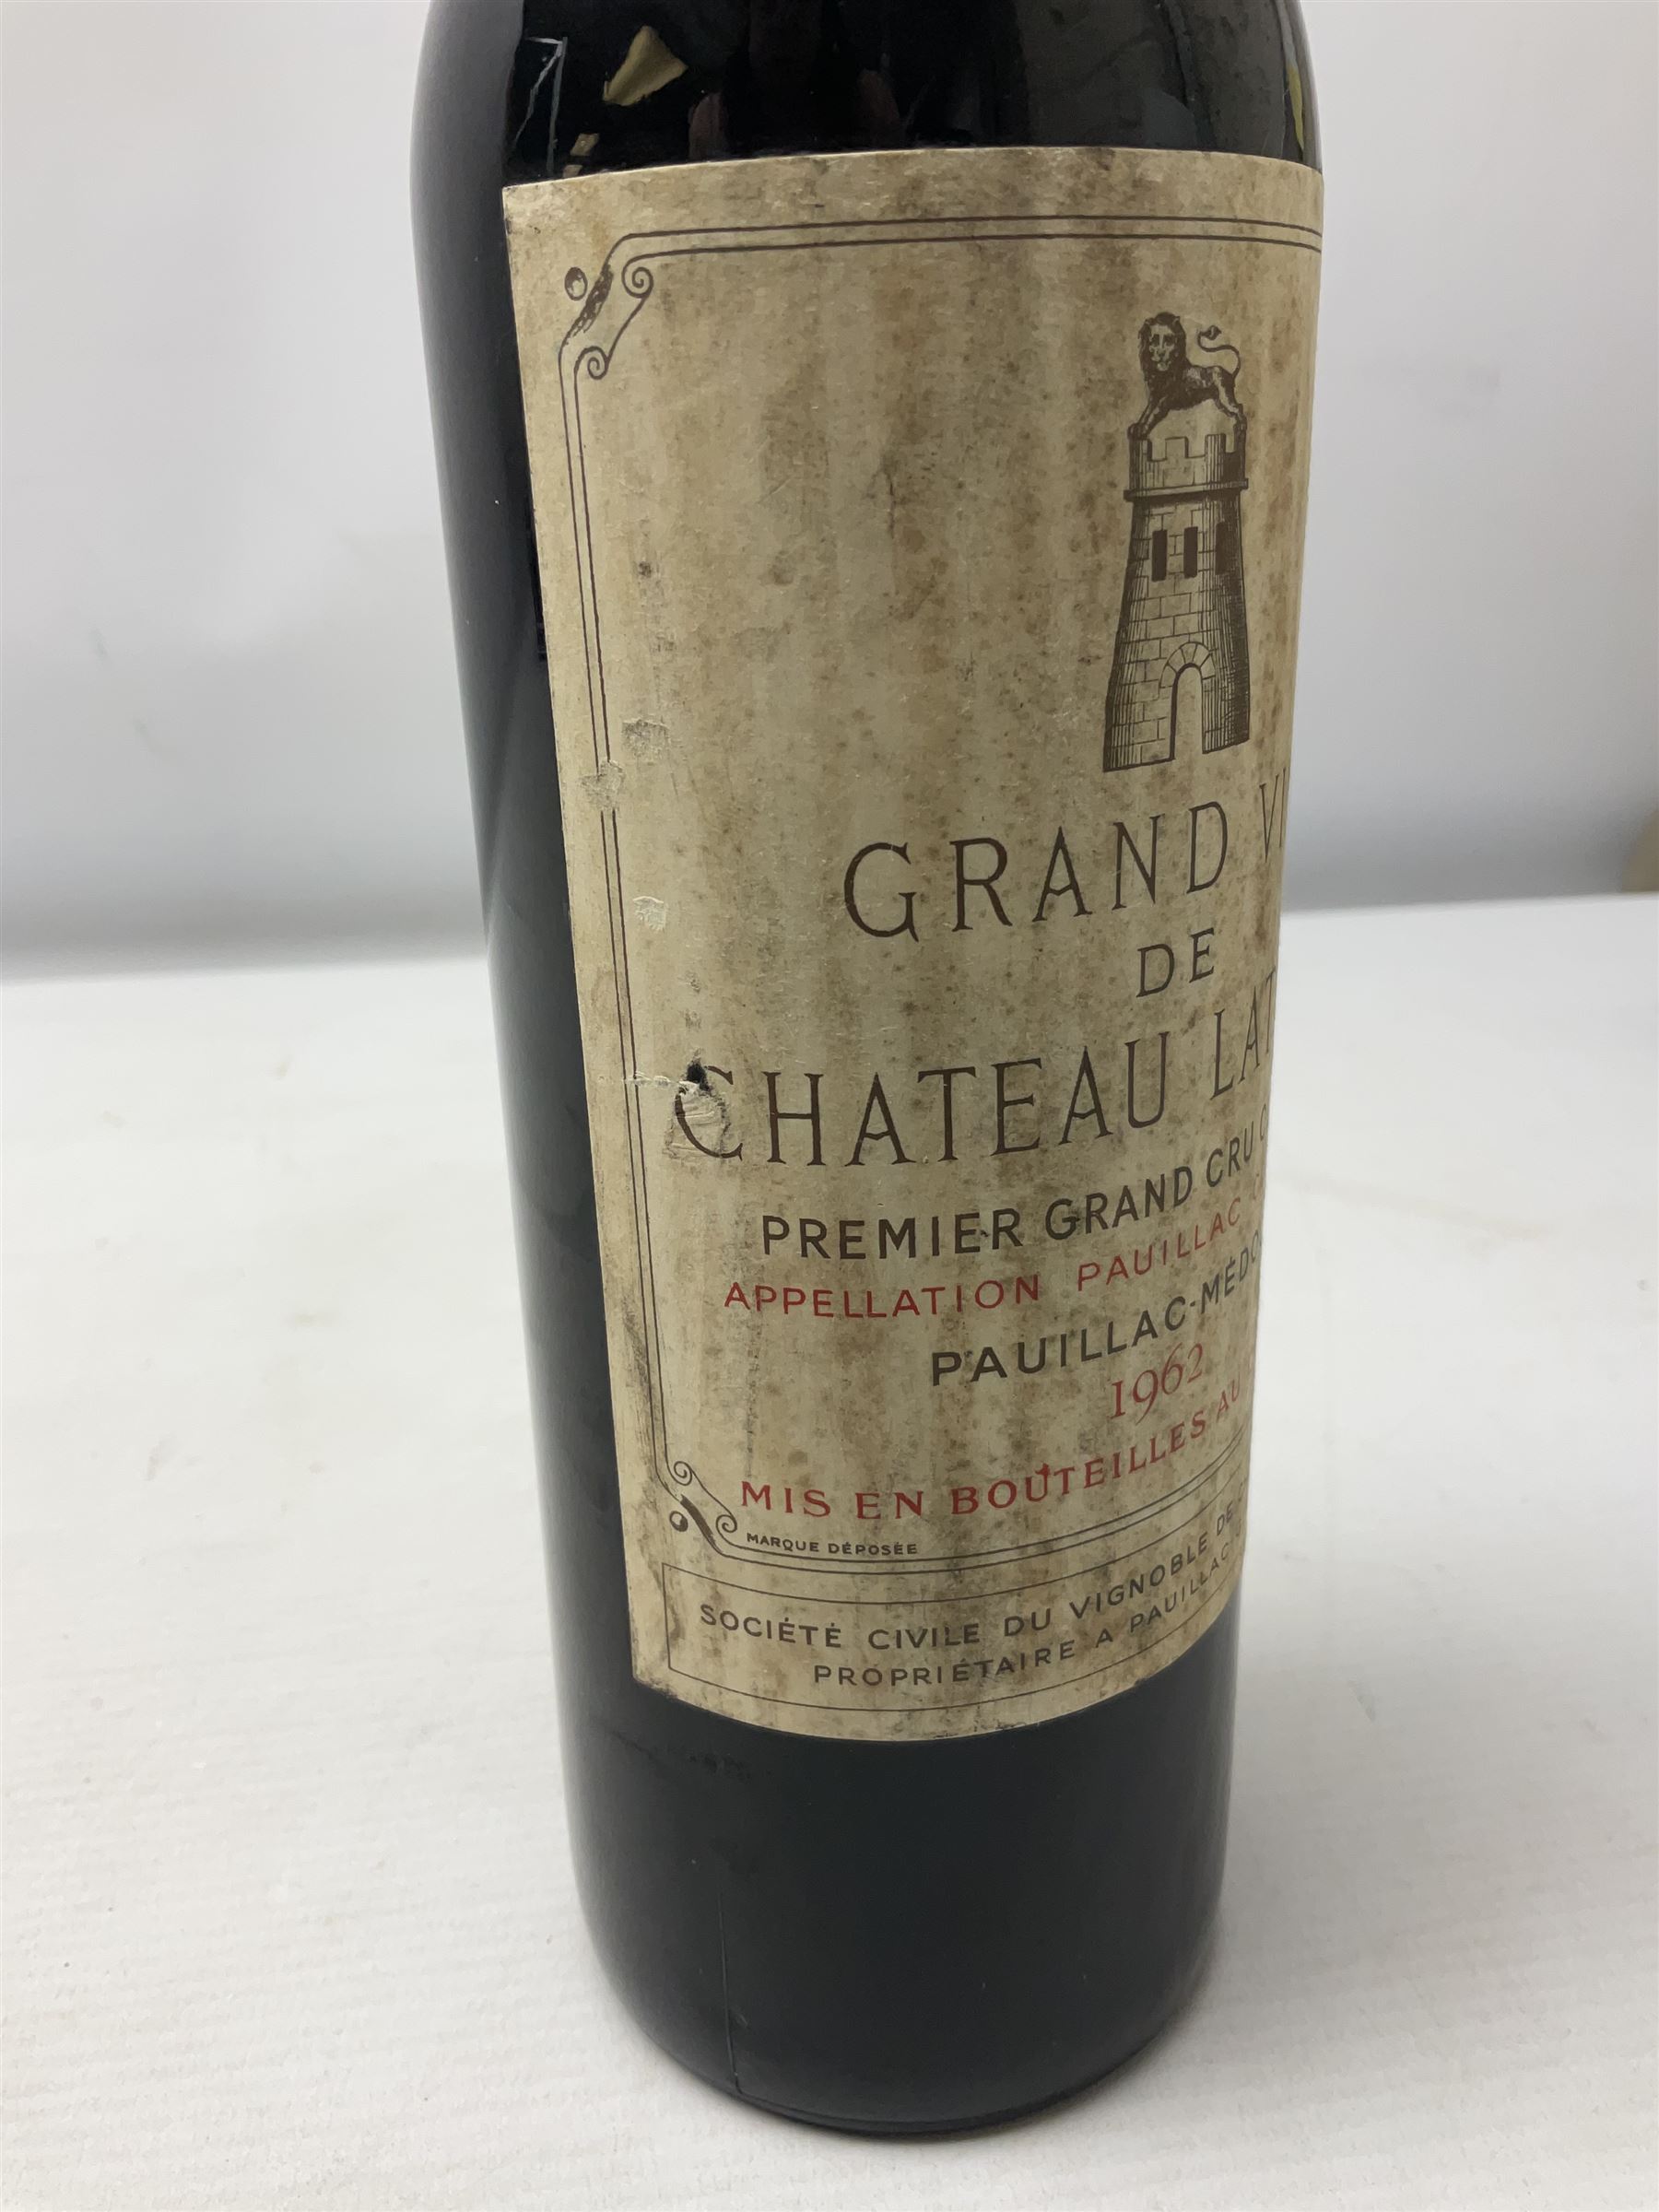 GRAND
DE
CHATEAU LAT
PREMIER GRAND CRU
APPELLATION PAUILLAC
PAUILLAC-MÉDO
1962
MIS EN BOUTEILLES AU
MARQUE DÉPOSÉE
SOCIÉTÉ CIVILE DU VIGNOBLE DE
PROPRIÉTAIRE A PAUILLAC